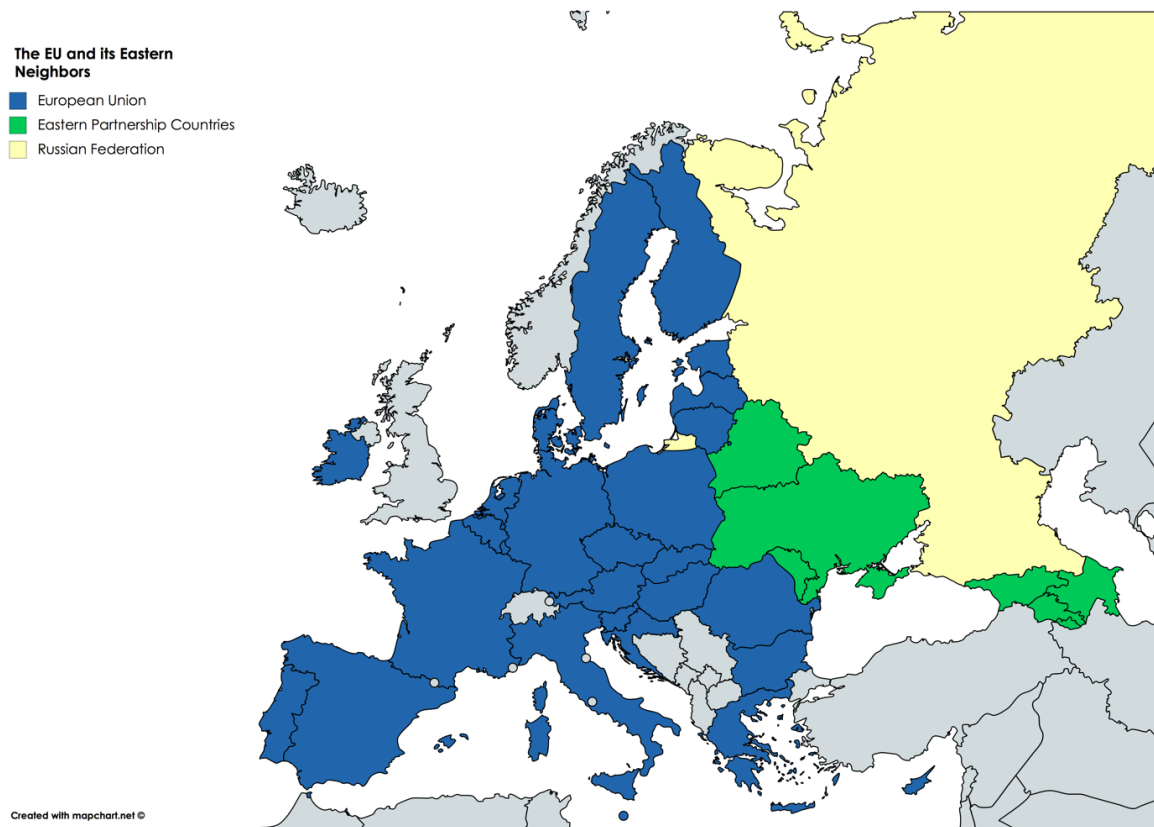 The EU and its Eastern
Neighbors
European Union
Eastern Partnership Countries
Russian Federation
Created with mapchart.net ©